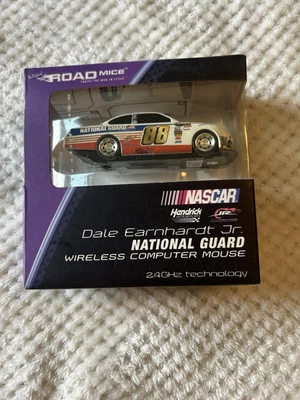 ROAD MICE
NATIONAL GUARD
88
NASCAR
Hendrick
Dale Earnhardt Jr.
NATIONAL GUARD
WIRELESS COMPUTER MOUSE
2.4GHz technology